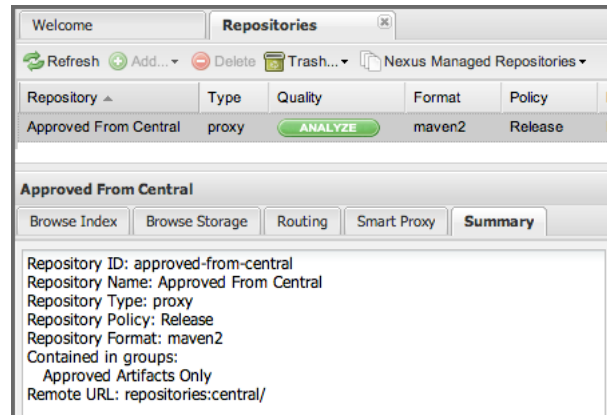 Welcome Repositories
Refresh Add... Delete Trash... Nexus Managed Repositories
Repository Type Quality Format Policy
Approved From Central proxy ANALYZE maven2 Release
Approved From Central
Browse Index Browse Storage Routing Smart Proxy Summary
Repository ID: approved-from-central
Repository Name: Approved From Central
Repository Type: proxy
Repository Policy: Release
Repository Format: maven2
Contained in groups:
Approved Artifacts Only
Remote URL: repositories:central/